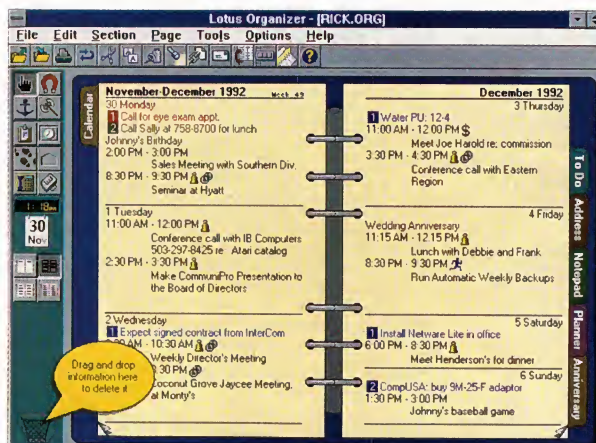 Lotus Organizer - [RICK.ORG]
File Edit Section Page Tools Options Help
Calendar
November-December 1992 Week 49
30 Monday
1 Call for eye exam appt.
2 Call Sally at 758-8700 for lunch
Johnny's Birthday
2:00 PM - 3:00 PM
Sales Meeting with Southern Div.
8:30 PM - 9:30 PM
Seminar at Hyatt
1 Tuesday
11:00 AM - 12:00 PM
Conference call with IB Computers
503-297-8425 re Atari catalog
2:30 PM - 3:30 PM
Make CommuniPro Presentation to
the Board of Directors
2 Wednesday
1 Expect signed contract from InterCom
AM - 10:30 AM
Weekly Director's Meeting
:30 PM
Coconut Grove Jaycee Meeting,
at Monty's
December 1992
3 Thursday
1 Water PU: 12-4
11:00 AM - 12:00 PM $
Meet Joe Harold re: commission
3:30 PM - 4:30 PM
Conference call with Eastern
Region
4 Friday
Wedding Anniversary
11:15 AM - 12:15 PM
Lunch with Debbie and Frank
8:30 PM - 9:30 PM
Run Automatic Weekly Backups
5 Saturday
1 Install Netware Lite in office
6:00 PM - 8:30 PM
Meet Henderson's for dinner
6 Sunday
2 CompUSA: buy 9M-25-F adaptor
1:30 PM - 3:00 PM
Johnny's baseball game
To Do
Address
Notepad
Planner
Anniversary
30
Nov
Drag and drop
information here
to delete it